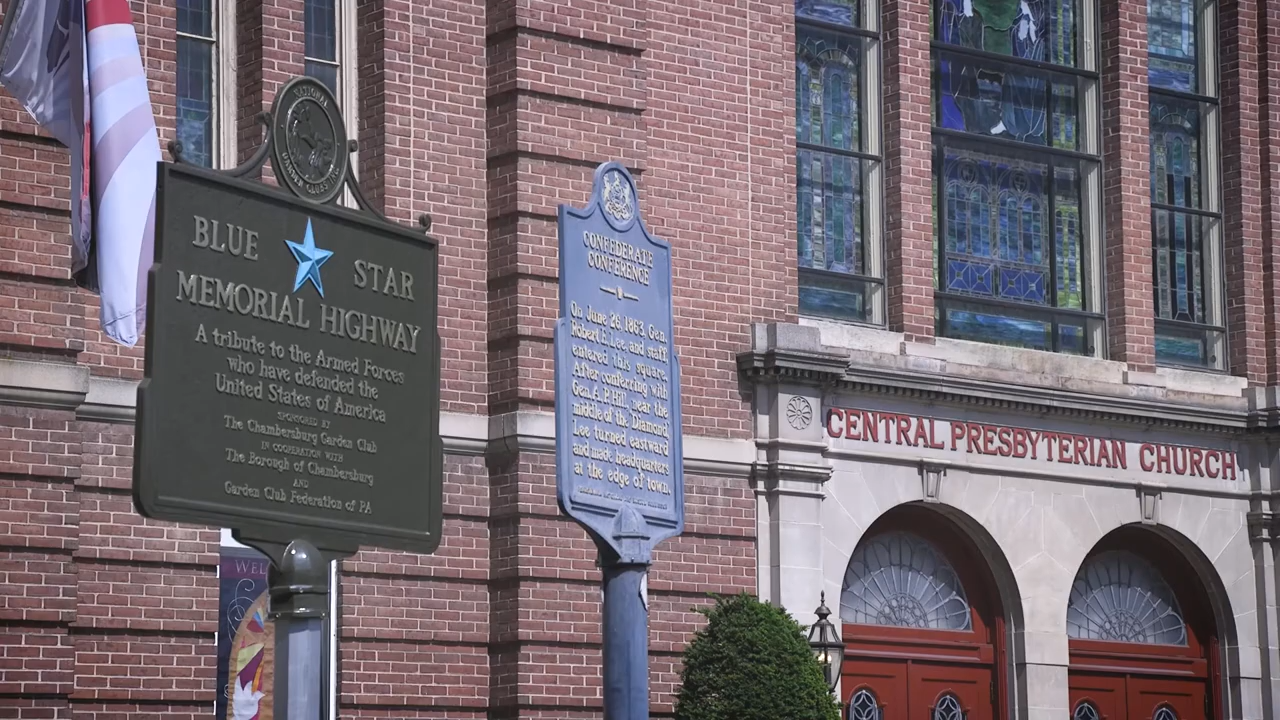 NATIONAL
BLUE STAR
MEMORIAL HIGHWAY
A tribute to the Armed Forces
who have defended the
United States of America
SPONSORED BY
The Chambersburg Garden Club
IN COOPERATION WITH
The Borough of Chambersburg
AND
Garden Club Federation of PA
CONFEDERATE
CONFERENCE
On June 26, 1863, Gen.
Robert E. Lee and staff
entered this square.
After conferring with
Gen. A. P. Hill near the
middle of the Diamond,
Lee turned eastward
and made headquarters
at the edge of town.
CENTRAL PRESBYTERIAN CHURCH
WEL